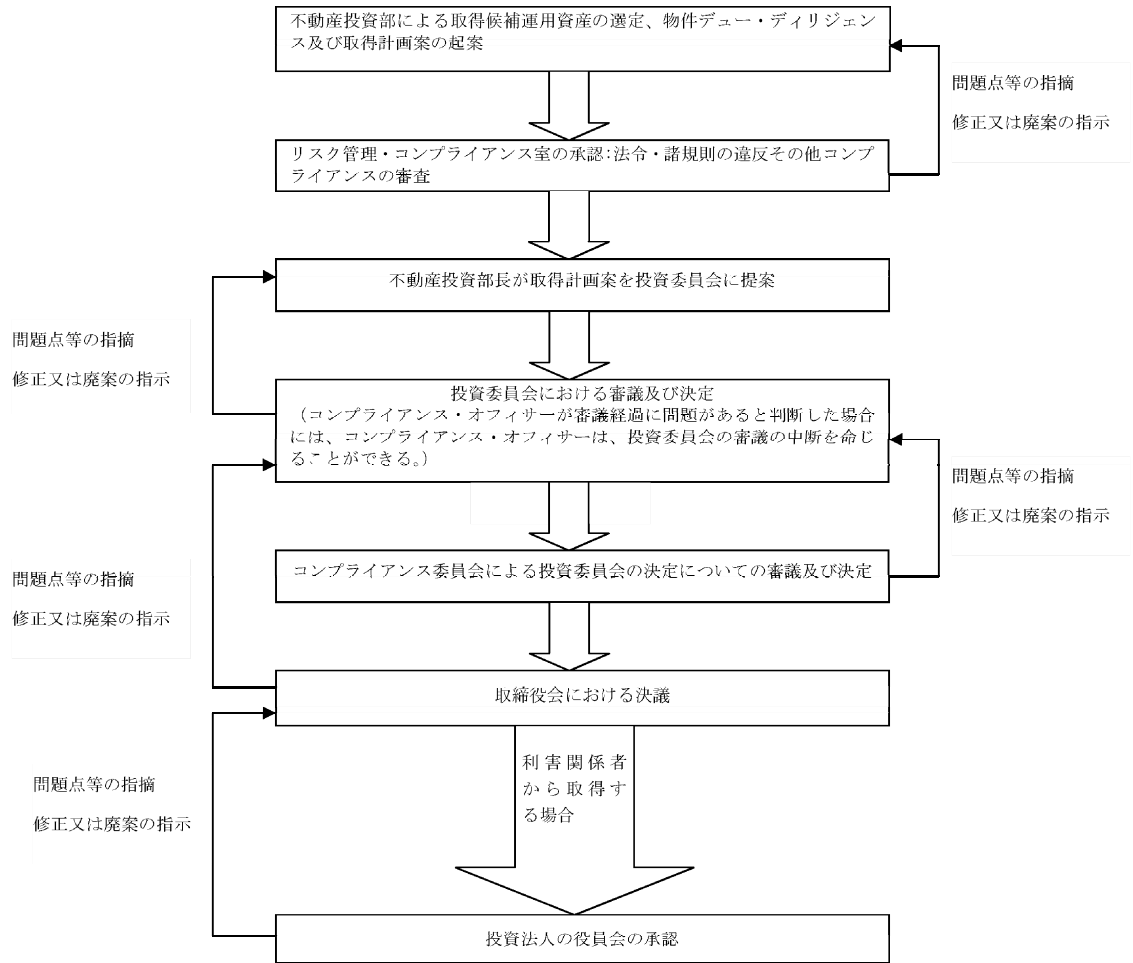 不動産投資部による取得候補運用資産の選定、物件デュー・ディリジェン
ス及び取得計画案の起案
問題点等の指摘
修正又は廃案の指示
リスク管理・コンプライアンス室の承認:法令・諸規則の違反その他コンプ
ライアンスの審査
不動産投資部長が取得計画案を投資委員会に提案
問題点等の指摘
修正又は廃案の指示
投資委員会における審議及び決定
（コンプライアンス・オフィサーが審議経過に問題があると判断した場合
には、コンプライアンス・オフィサーは、投資委員会の審議の中断を命じ
ることができる。）
問題点等の指摘
修正又は廃案の指示
コンプライアンス委員会による投資委員会の決定についての審議及び決定
問題点等の指摘
修正又は廃案の指示
取締役会における決議
利害関係者
から取得す
る場合
問題点等の指摘
修正又は廃案の指示
投資法人の役員会の承認